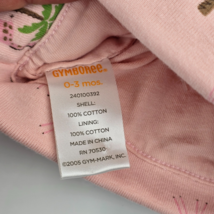 GYMBOREE
0-3 mos.
240100392
SHELL:
100% COTTON
LINING:
100% COTTON
MADE IN CHINA
RN 70530
©2005 GYM-MARK, INC.